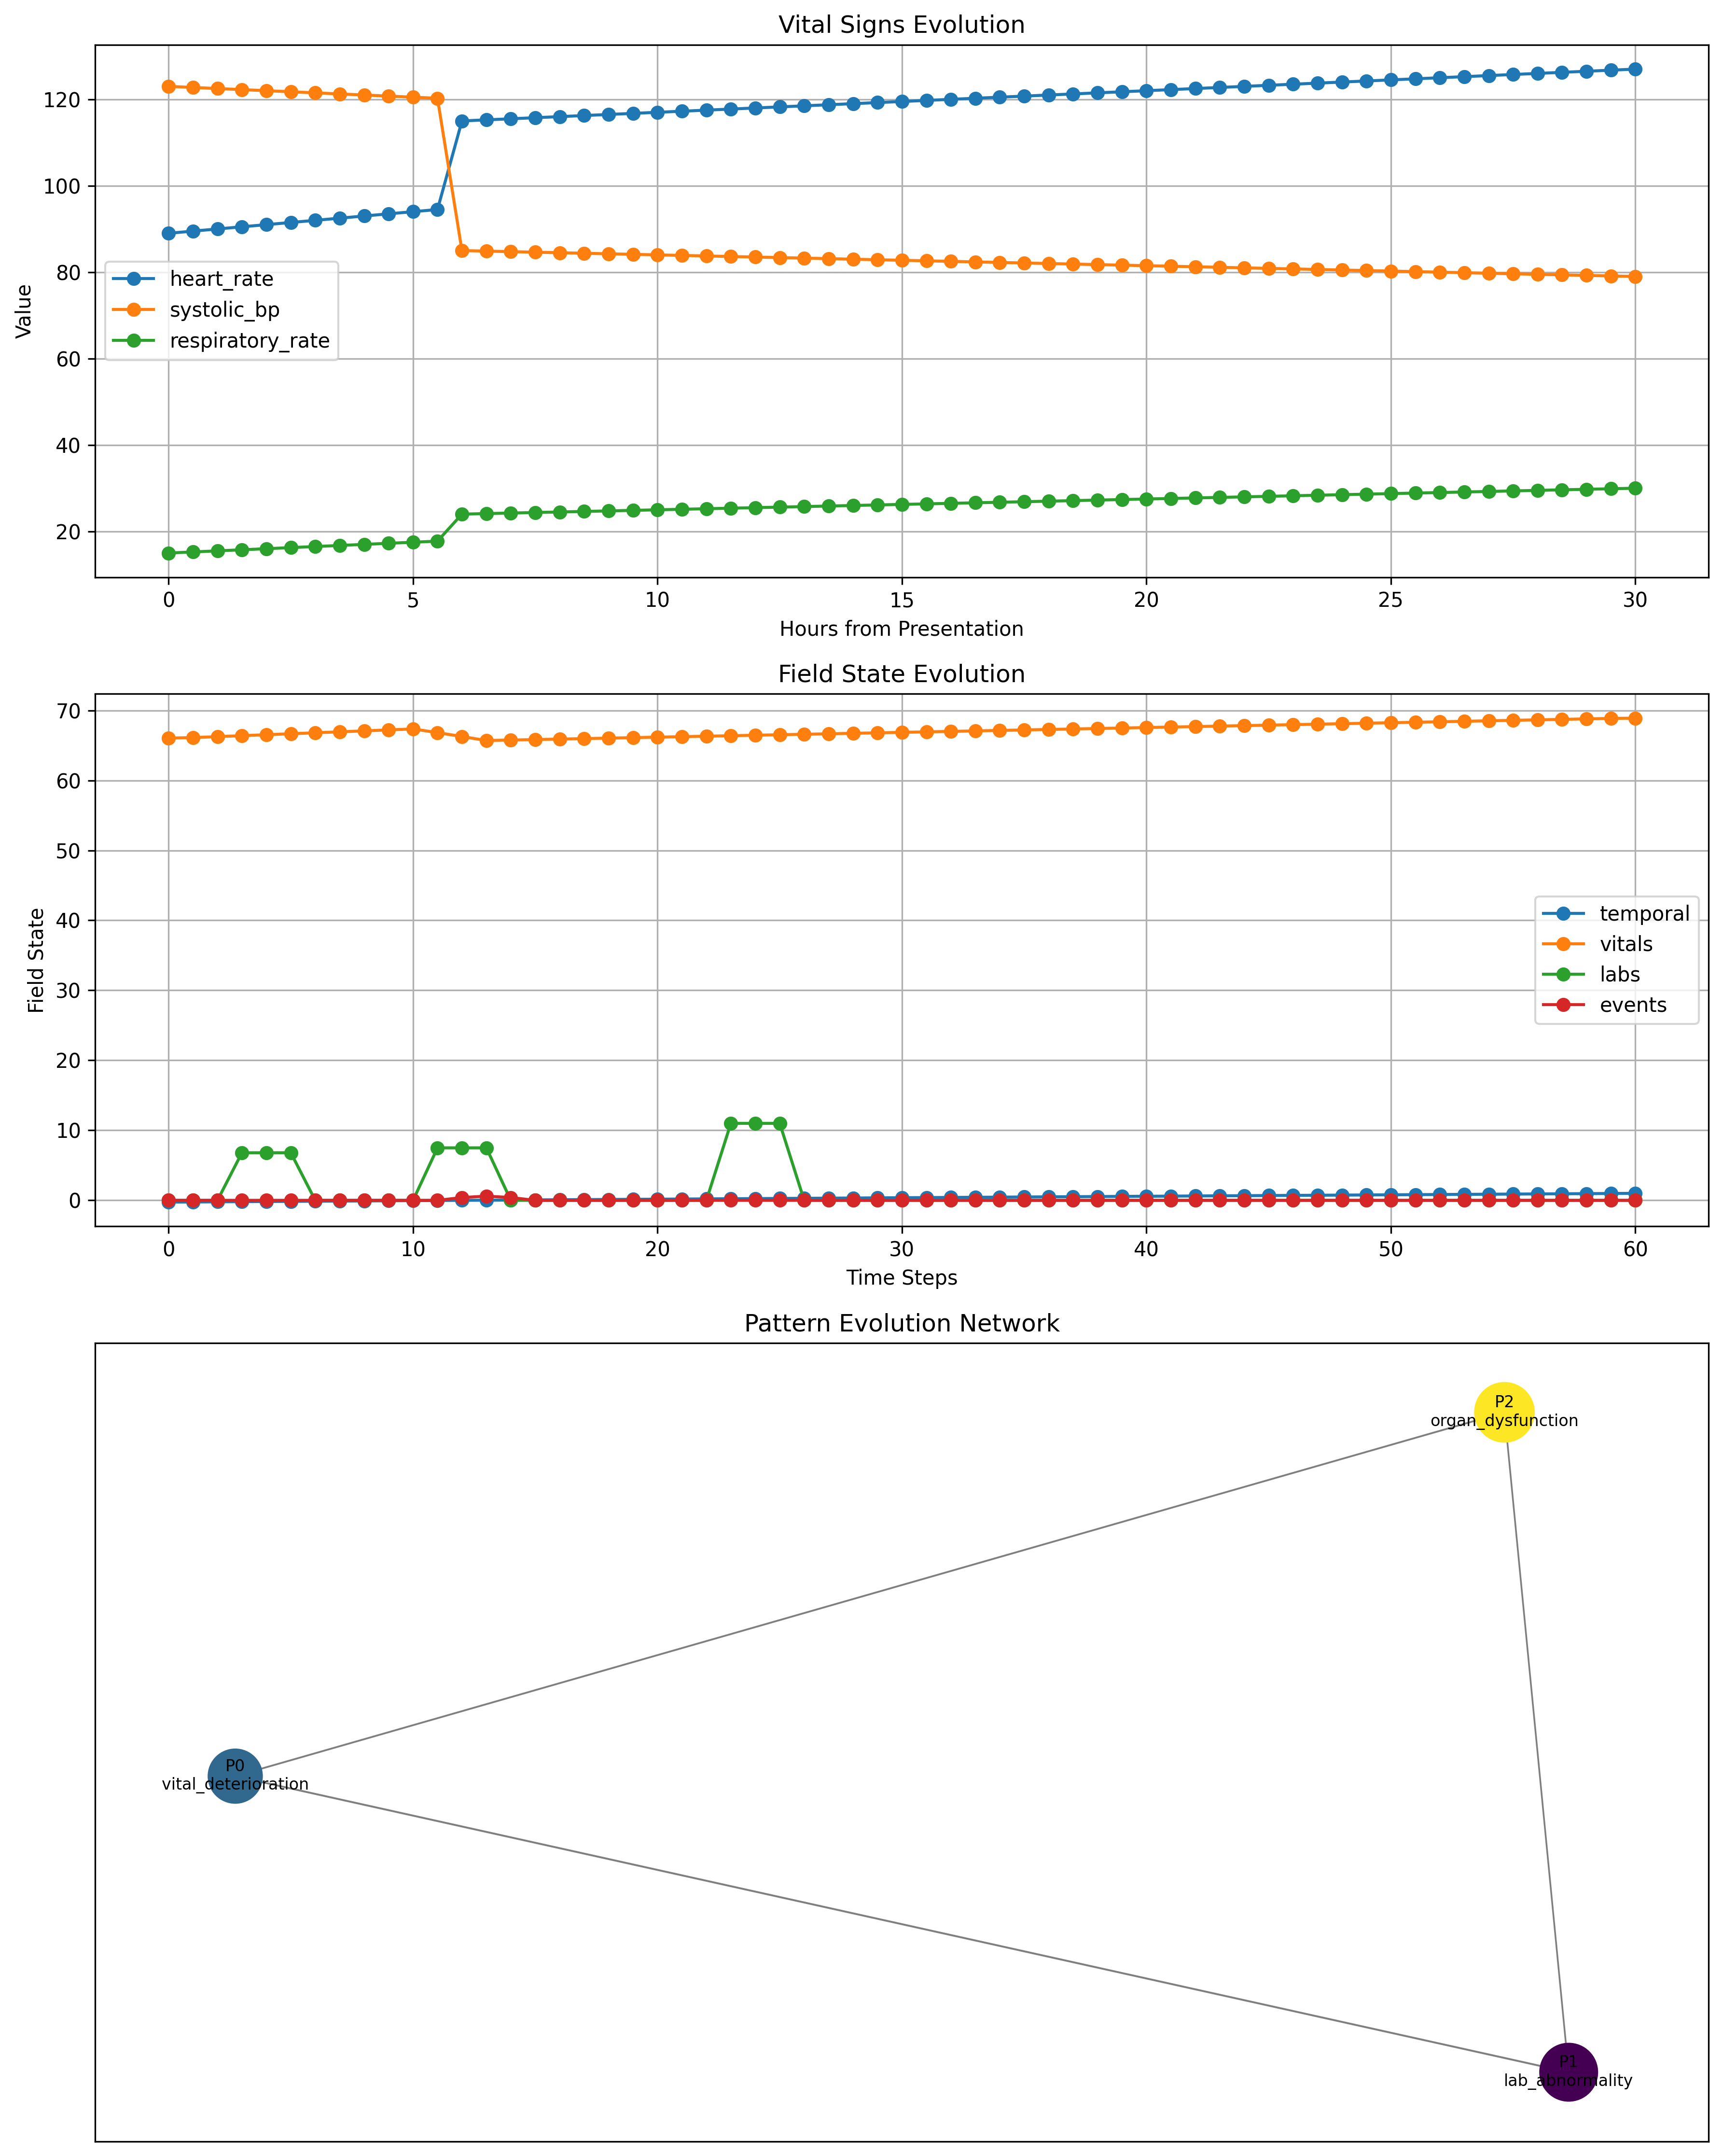 Vital Signs Evolution
120
100
80
60
40
20
Value
heart_rate
systolic_bp
respiratory_rate
0 5 10 15 20 25 30
Hours from Presentation
Field State Evolution
70
60
50
40
30
20
10
0
Field State
temporal
vitals
labs
events
0 10 20 30 40 50 60
Time Steps
Pattern Evolution Network
P2
organ_dysfunction
P0
vital_deterioration
P1
lab_abnormality